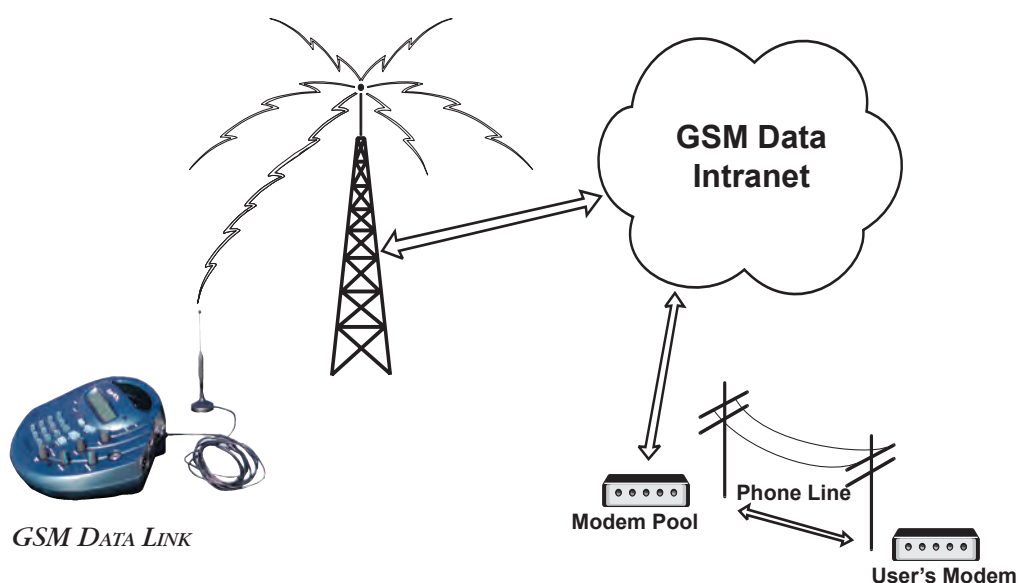 GSM Data
Intranet
Phone Line
Modem Pool
GSM DATA LINK
User's Modem